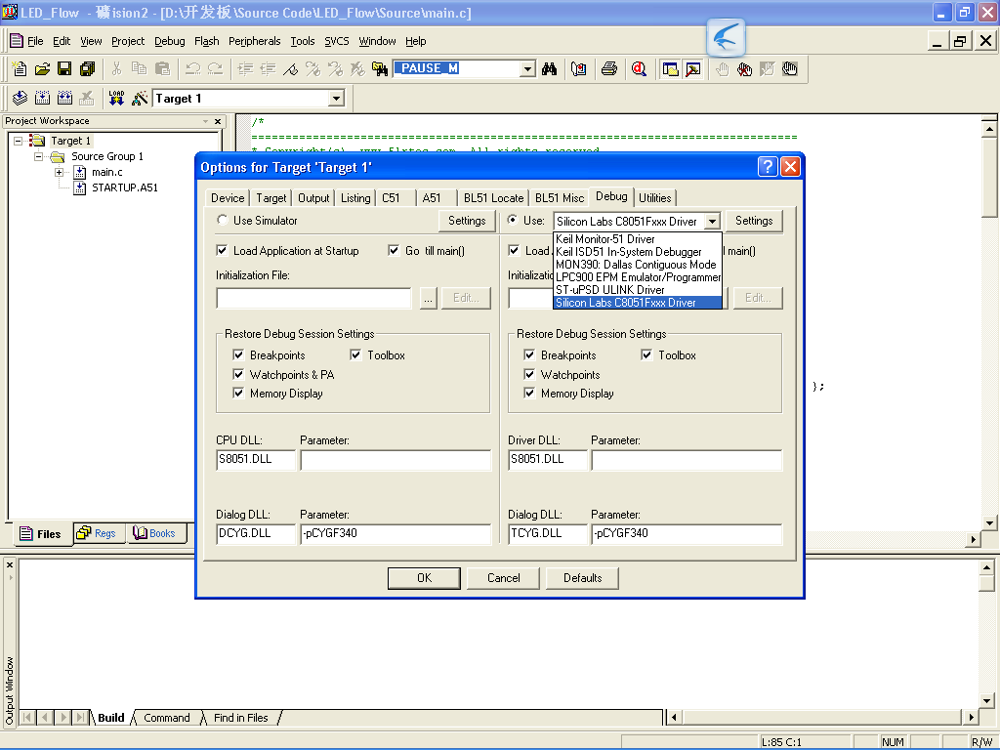 LED_Flow - 礦ision2 - [D:\开发板\Source Code\LED_Flow\Source\main.c]
File Edit View Project Debug Flash Peripherals Tools SVCS Window Help
_PAUSE_M
LOAD Target 1
Project Workspace
Target 1
Source Group 1
main.c
STARTUP.A51
/*
Options for Target 'Target 1'
Device Target Output Listing C51 A51 BL51 Locate BL51 Misc Debug Utilities
Use Simulator Settings Use: Silicon Labs C8051Fxxx Driver Settings
Keil Monitor-51 Driver
Keil ISD51 In-System Debugger
MON390: Dallas Contiguous Mode
LPC900 EPM Emulator/Programmer
ST-uPSD ULINK Driver
Silicon Labs C8051Fxxx Driver
Load Application at Startup Go till main() Load main()
Initialization File:
... Edit... Edit...
Restore Debug Session Settings Restore Debug Session Settings
Breakpoints Toolbox Breakpoints Toolbox
Watchpoints & PA Watchpoints
Memory Display Memory Display
};
CPU DLL: Parameter: Driver DLL: Parameter:
S8051.DLL S8051.DLL
Dialog DLL: Parameter: Dialog DLL: Parameter:
DCYG.DLL -pCYGF340 TCYG.DLL -pCYGF340
OK Cancel Defaults
Files Regs Books
Output Window
Build Command Find in Files
L:85 C:1 NUM R/W